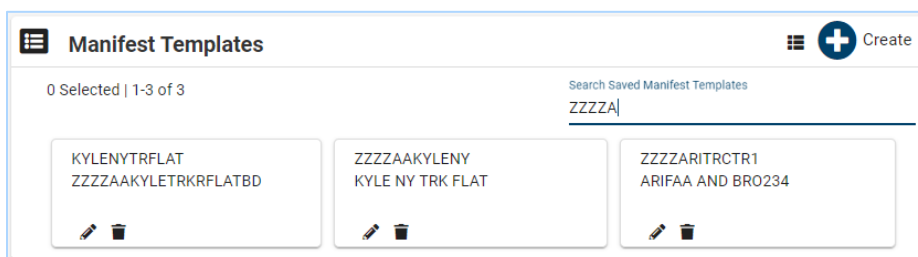 Manifest Templates
Create
0 Selected | 1-3 of 3
Search Saved Manifest Templates
ZZZZA
KYLENYTRFLAT
ZZZZAAKYLETRKRFLATBD
ZZZZAAKYLENY
KYLE NY TRK FLAT
ZZZZARITRCTR1
ARIFAA AND BRO234